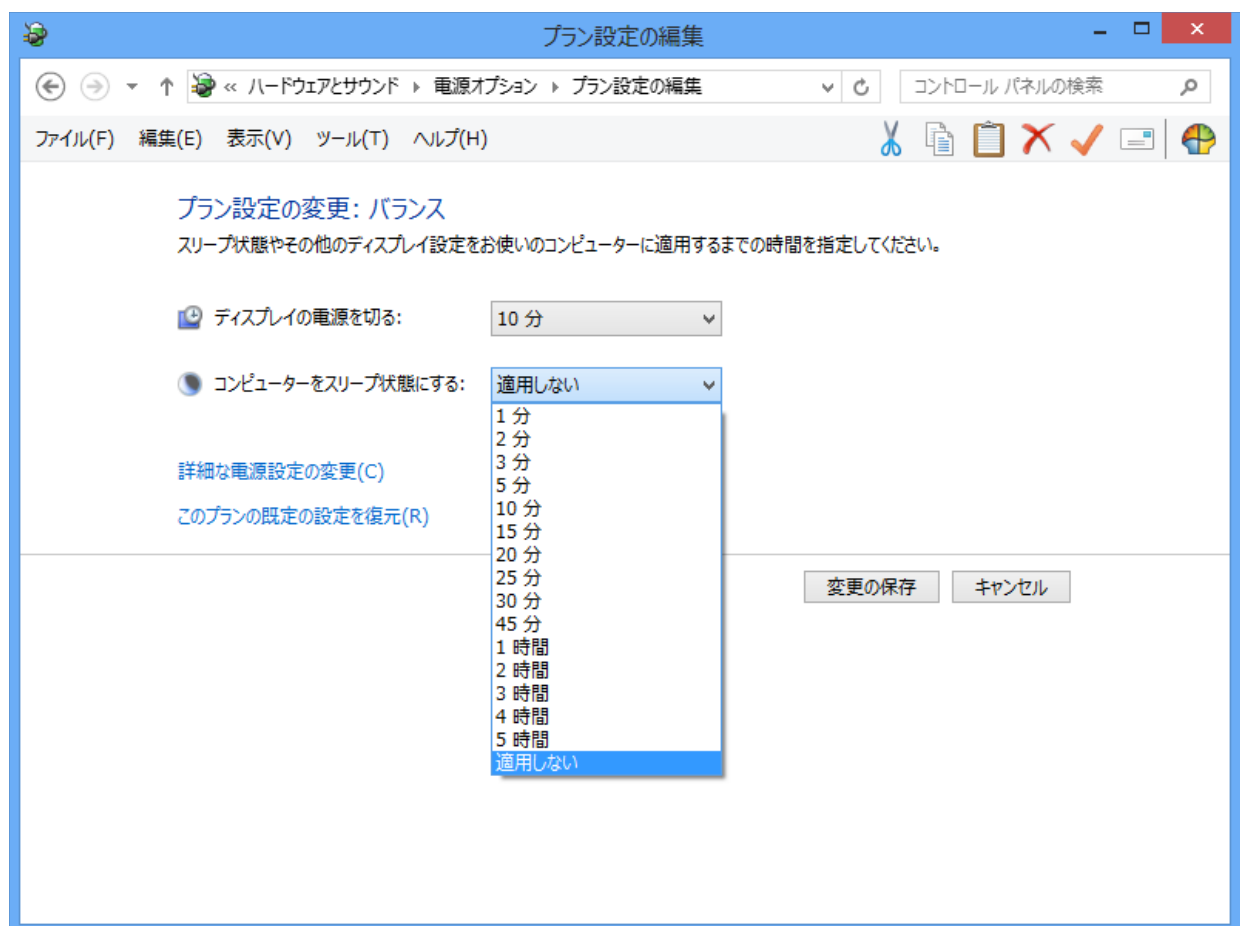 プラン設定の編集
« ハードウェアとサウンド ▸ 電源オプション ▸ プラン設定の編集
コントロール パネルの検索
ファイル(F) 編集(E) 表示(V) ツール(T) ヘルプ(H)
プラン設定の変更: バランス
スリープ状態やその他のディスプレイ設定をお使いのコンピューターに適用するまでの時間を指定してください。
ディスプレイの電源を切る: 10 分
コンピューターをスリープ状態にする: 適用しない
1 分
2 分
3 分
5 分
10 分
15 分
20 分
25 分
30 分
45 分
1 時間
2 時間
3 時間
4 時間
5 時間
適用しない
詳細な電源設定の変更(C)
このプランの既定の設定を復元(R)
変更の保存 キャンセル